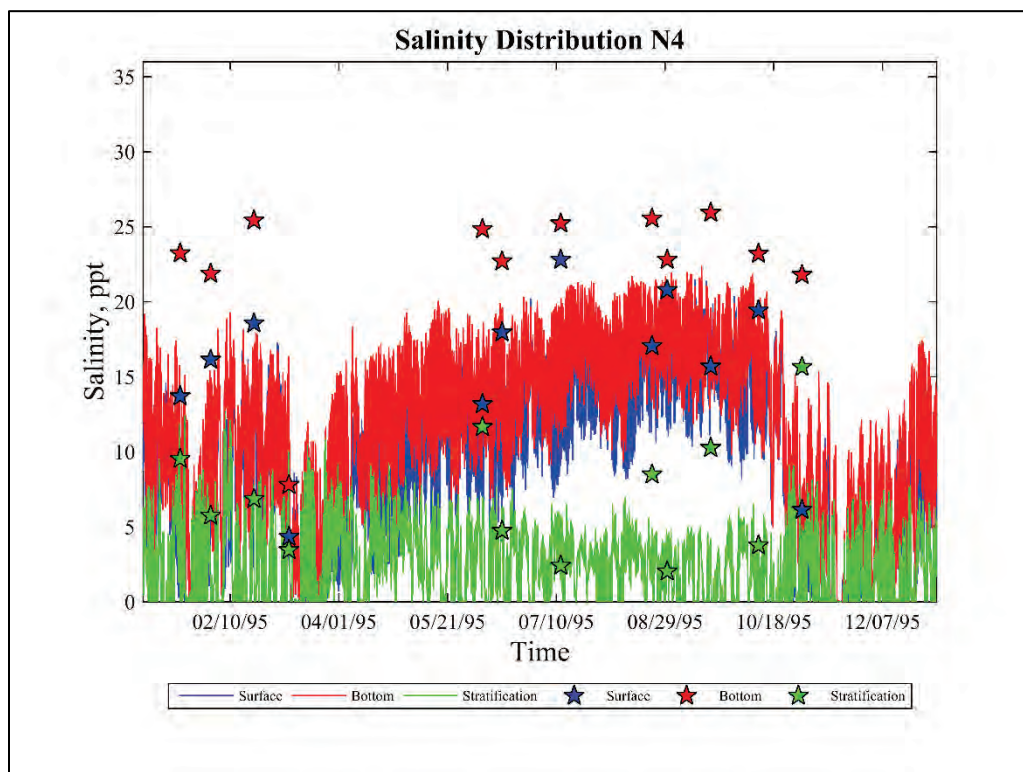 Salinity Distribution N4
35
30
25
20
15
10
5
0
Salinity, ppt
02/10/95 04/01/95 05/21/95 07/10/95 08/29/95 10/18/95 12/07/95
Time
Surface Bottom Stratification Surface Bottom Stratification